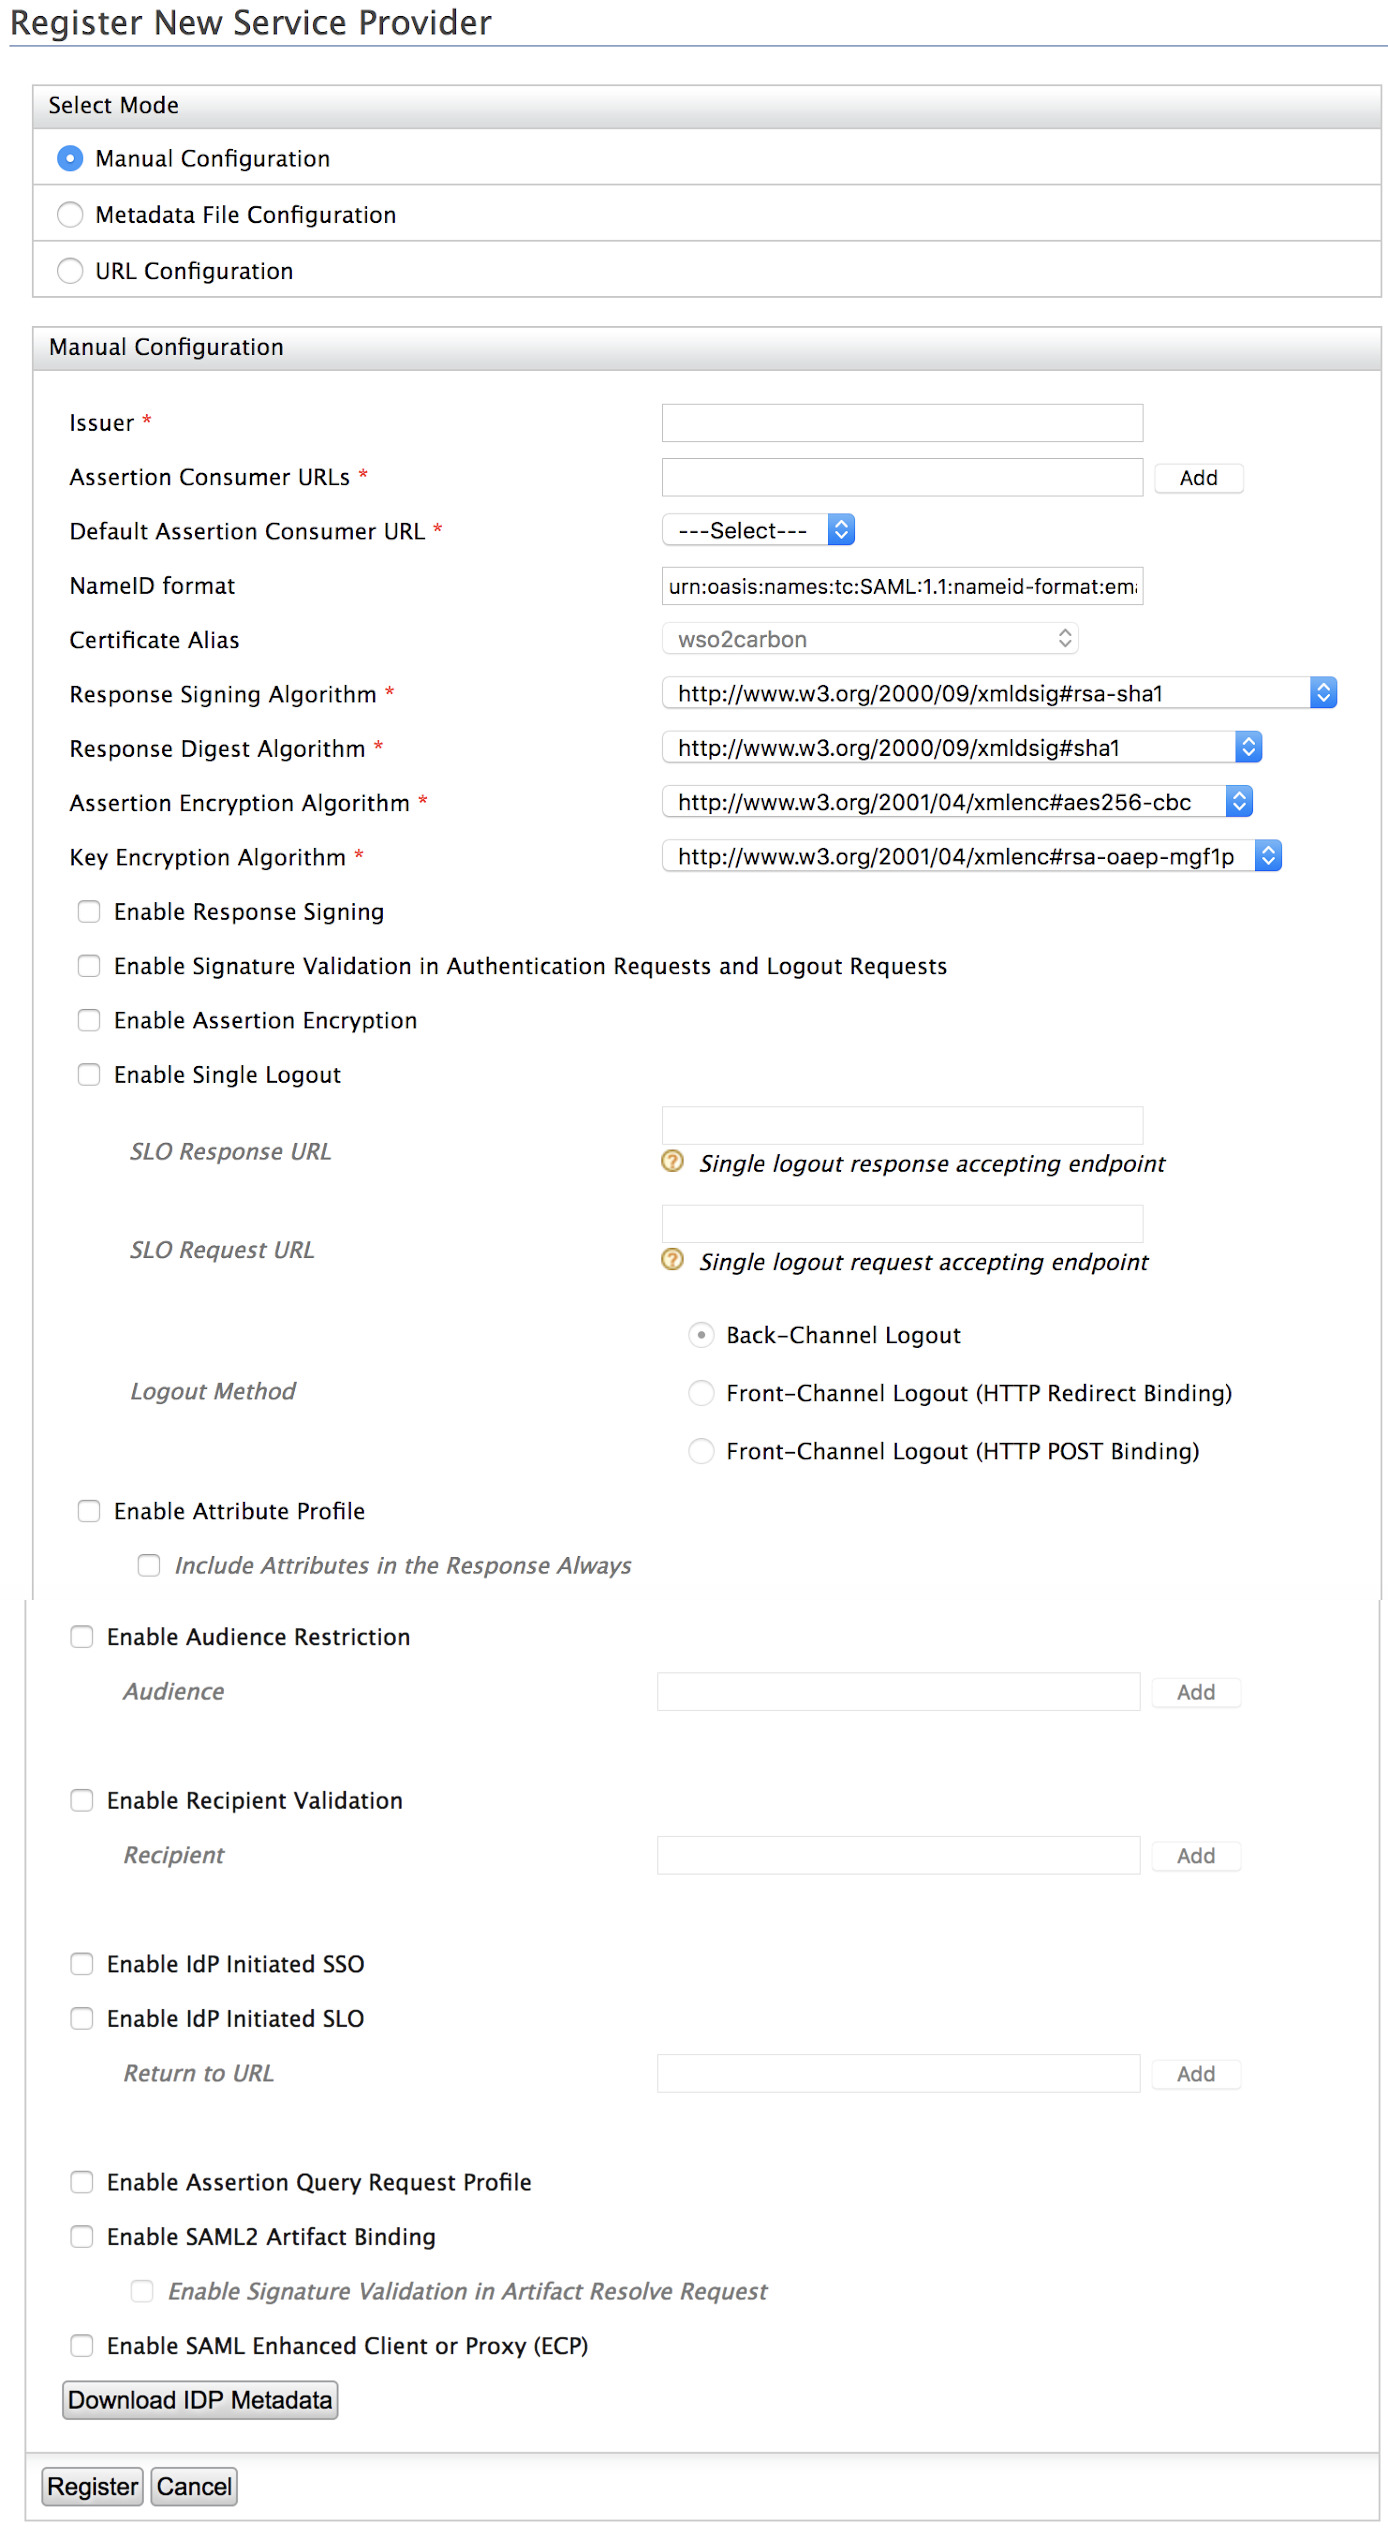 Register New Service Provider
Select Mode
Manual Configuration
Metadata File Configuration
URL Configuration
Manual Configuration
Issuer *
Assertion Consumer URLs * Add
Default Assertion Consumer URL * ---Select---
NameID format urn:oasis:names:tc:SAML:1.1:nameid-format:ema
Certificate Alias wso2carbon
Response Signing Algorithm * http://www.w3.org/2000/09/xmldsig#rsa-sha1
Response Digest Algorithm * http://www.w3.org/2000/09/xmldsig#sha1
Assertion Encryption Algorithm * http://www.w3.org/2001/04/xmlenc#aes256-cbc
Key Encryption Algorithm * http://www.w3.org/2001/04/xmlenc#rsa-oaep-mgf1p
Enable Response Signing
Enable Signature Validation in Authentication Requests and Logout Requests
Enable Assertion Encryption
Enable Single Logout
SLO Response URL
? Single logout response accepting endpoint
SLO Request URL
? Single logout request accepting endpoint
Back-Channel Logout
Logout Method
Front-Channel Logout (HTTP Redirect Binding)
Front-Channel Logout (HTTP POST Binding)
Enable Attribute Profile
Include Attributes in the Response Always
Enable Audience Restriction
Audience Add
Enable Recipient Validation
Recipient Add
Enable IdP Initiated SSO
Enable IdP Initiated SLO
Return to URL Add
Enable Assertion Query Request Profile
Enable SAML2 Artifact Binding
Enable Signature Validation in Artifact Resolve Request
Enable SAML Enhanced Client or Proxy (ECP)
Download IDP Metadata
Register Cancel